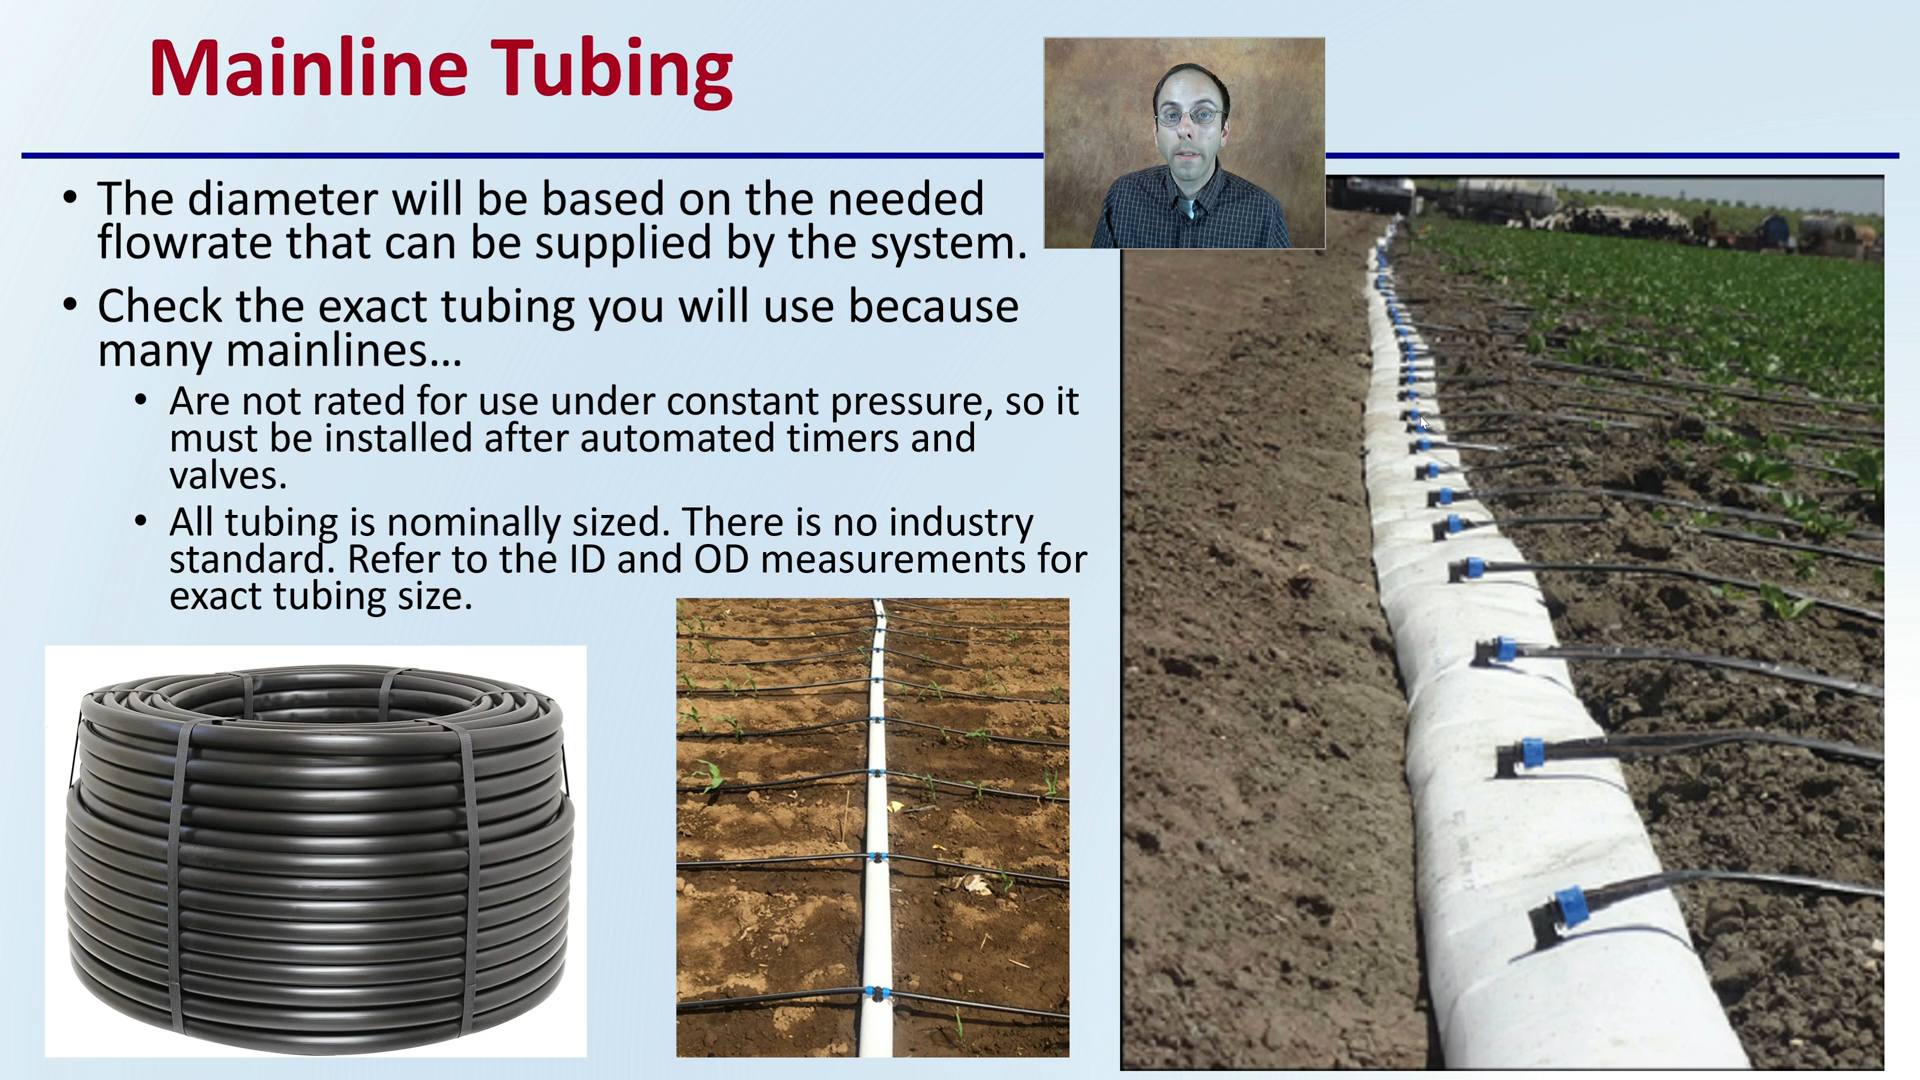 Mainline Tubing
• The diameter will be based on the needed
flowrate that can be supplied by the system.
• Check the exact tubing you will use because
many mainlines…
• Are not rated for use under constant pressure, so it
must be installed after automated timers and
valves.
• All tubing is nominally sized. There is no industry
standard. Refer to the ID and OD measurements for
exact tubing size.